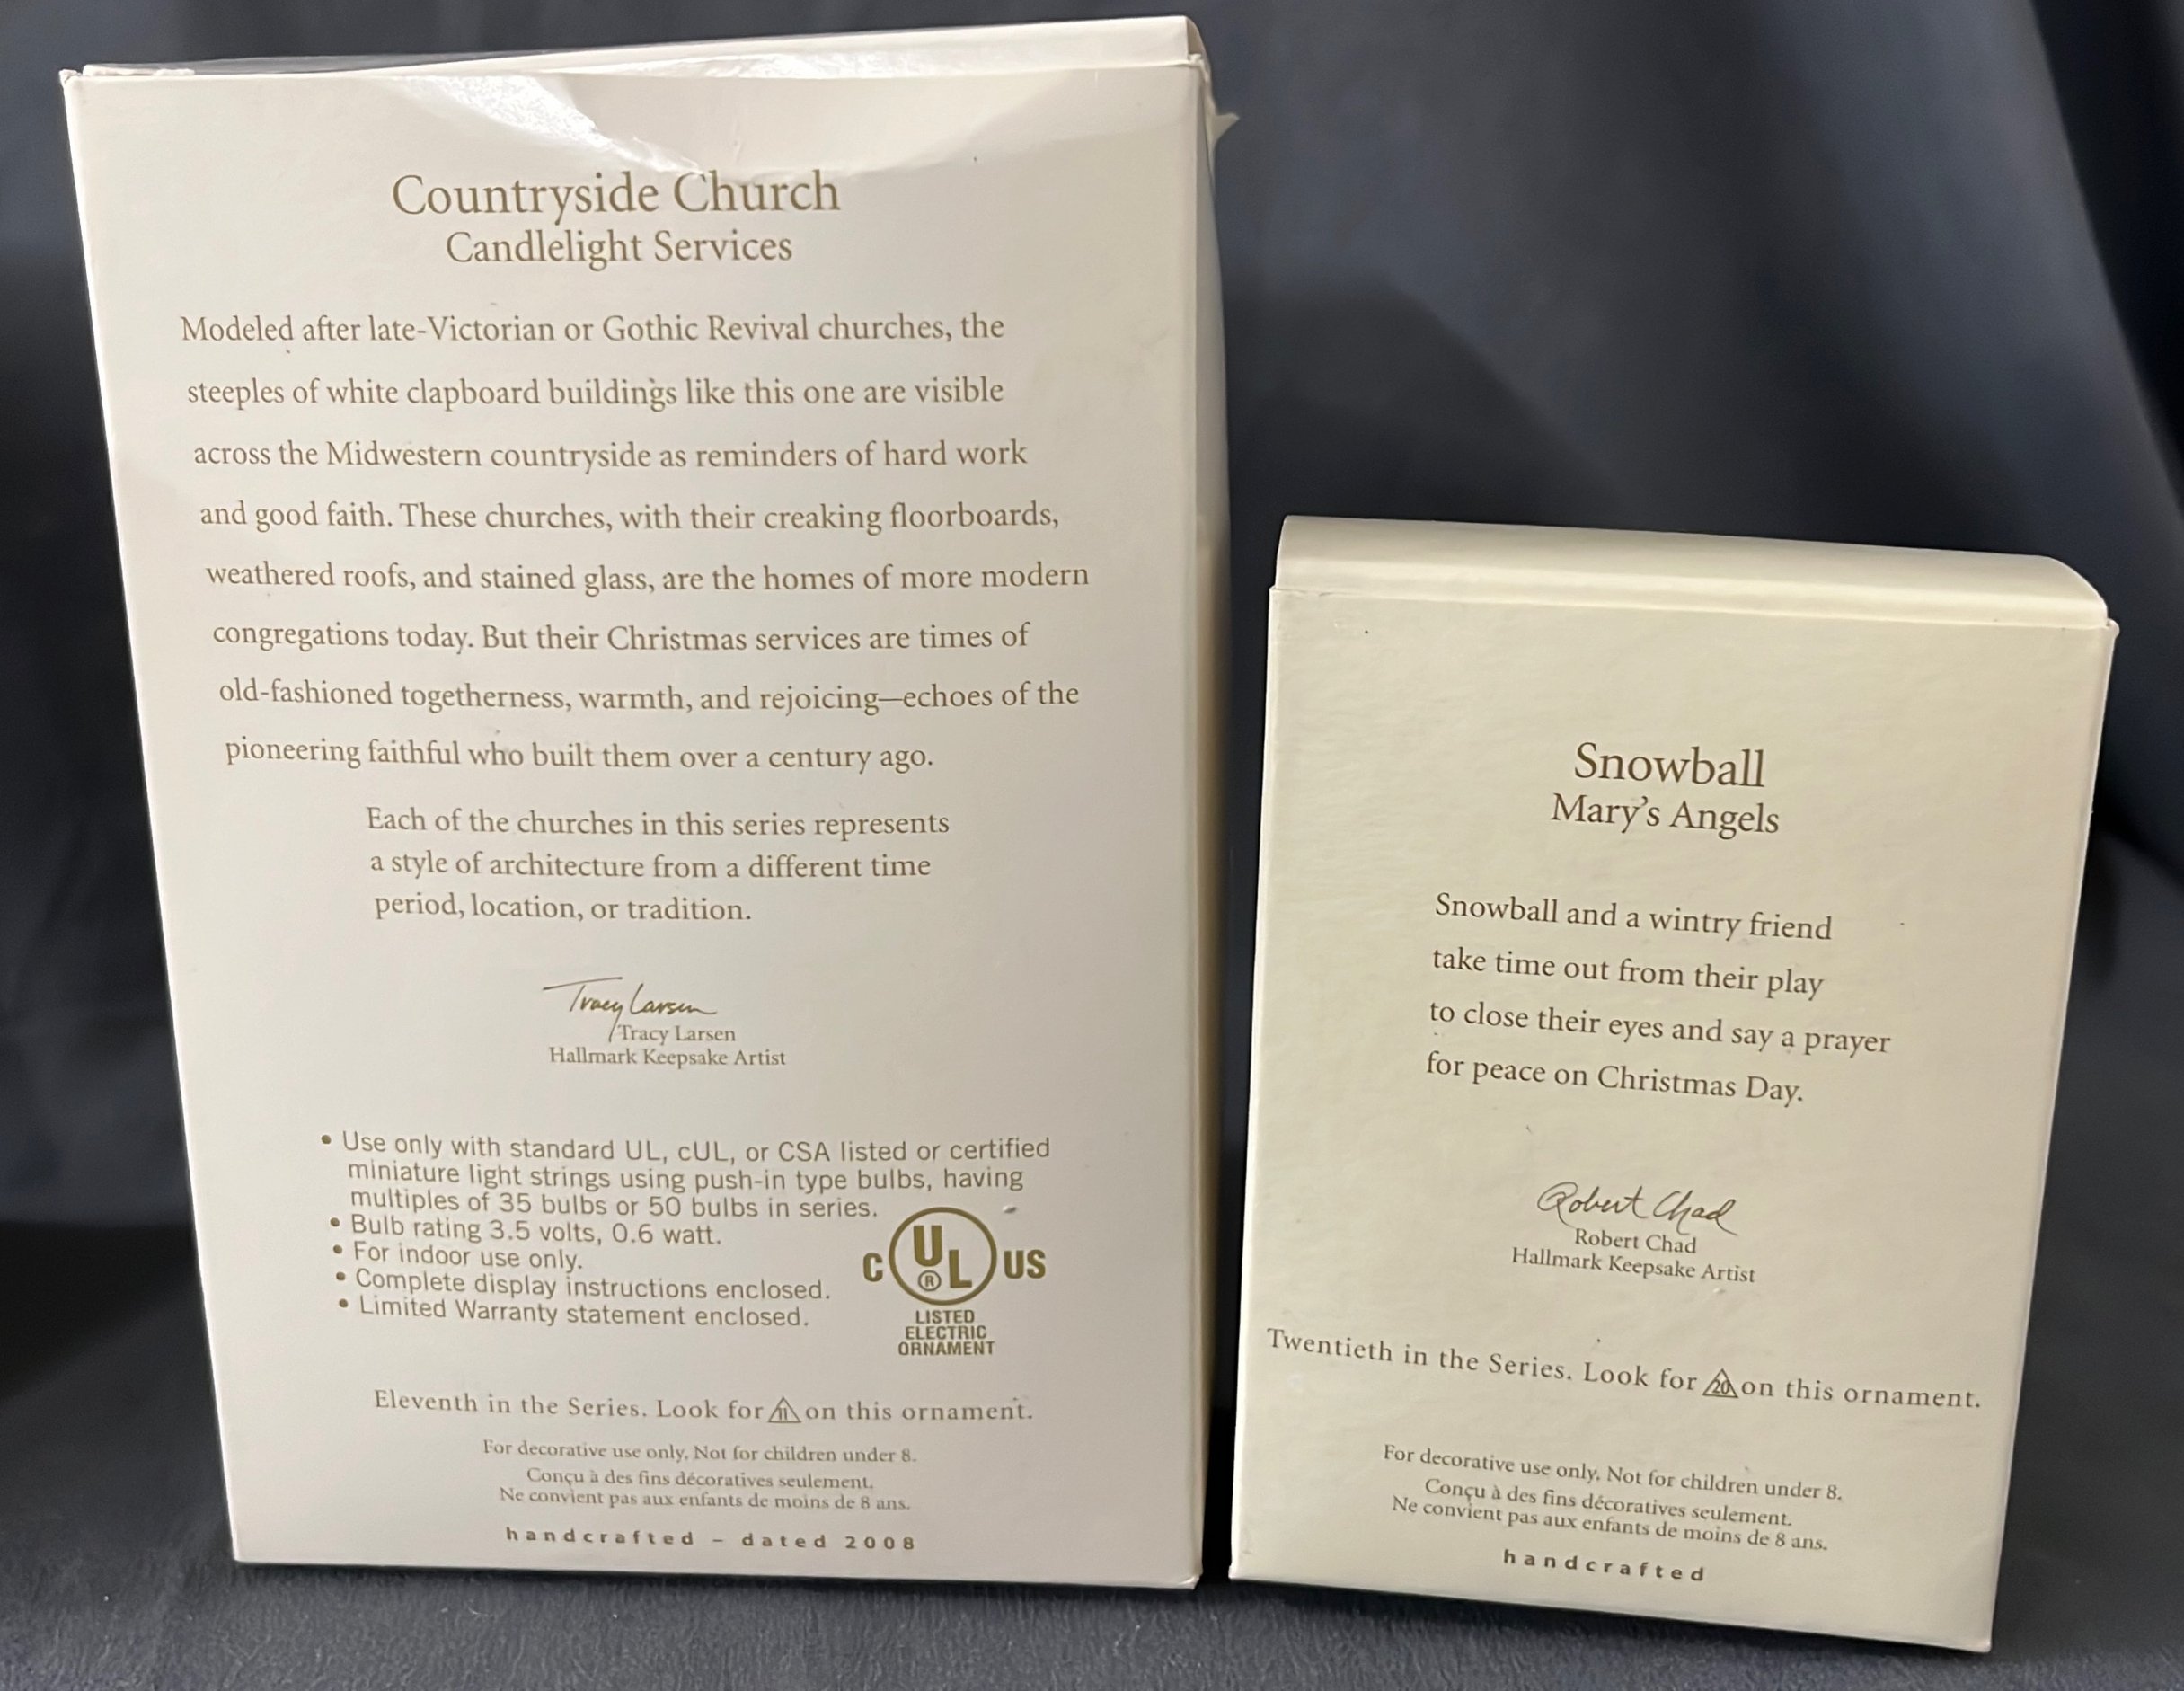 Countryside Church
Candlelight Services
Modeled after late-Victorian or Gothic Revival churches, the
steeples of white clapboard buildings like this one are visible
across the Midwestern countryside as reminders of hard work
and good faith. These churches, with their creaking floorboards,
weathered roofs, and stained glass, are the homes of more modern
congregations today. But their Christmas services are times of
old-fashioned togetherness, warmth, and rejoicing—echoes of the
pioneering faithful who built them over a century ago.
Each of the churches in this series represents
a style of architecture from a different time
period, location, or tradition.
Tracy Larsen
Tracy Larsen
Hallmark Keepsake Artist
• Use only with standard UL, cUL, or CSA listed or certified
miniature light strings using push-in type bulbs, having
multiples of 35 bulbs or 50 bulbs in series.
• Bulb rating 3.5 volts, 0.6 watt.
• For indoor use only.
• Complete display instructions enclosed.
• Limited Warranty statement enclosed.
C UL ® US
LISTED
ELECTRIC
ORNAMENT
Eleventh in the Series. Look for 11 on this ornament.
For decorative use only. Not for children under 8.
Conçu à des fins décoratives seulement.
Ne convient pas aux enfants de moins de 8 ans.
handcrafted – dated 2008
Snowball
Mary's Angels
Snowball and a wintry friend
take time out from their play
to close their eyes and say a prayer
for peace on Christmas Day.
Robert Chad
Robert Chad
Hallmark Keepsake Artist
Twentieth in the Series. Look for 20 on this ornament.
For decorative use only. Not for children under 8.
Conçu à des fins décoratives seulement.
Ne convient pas aux enfants de moins de 8 ans.
handcrafted